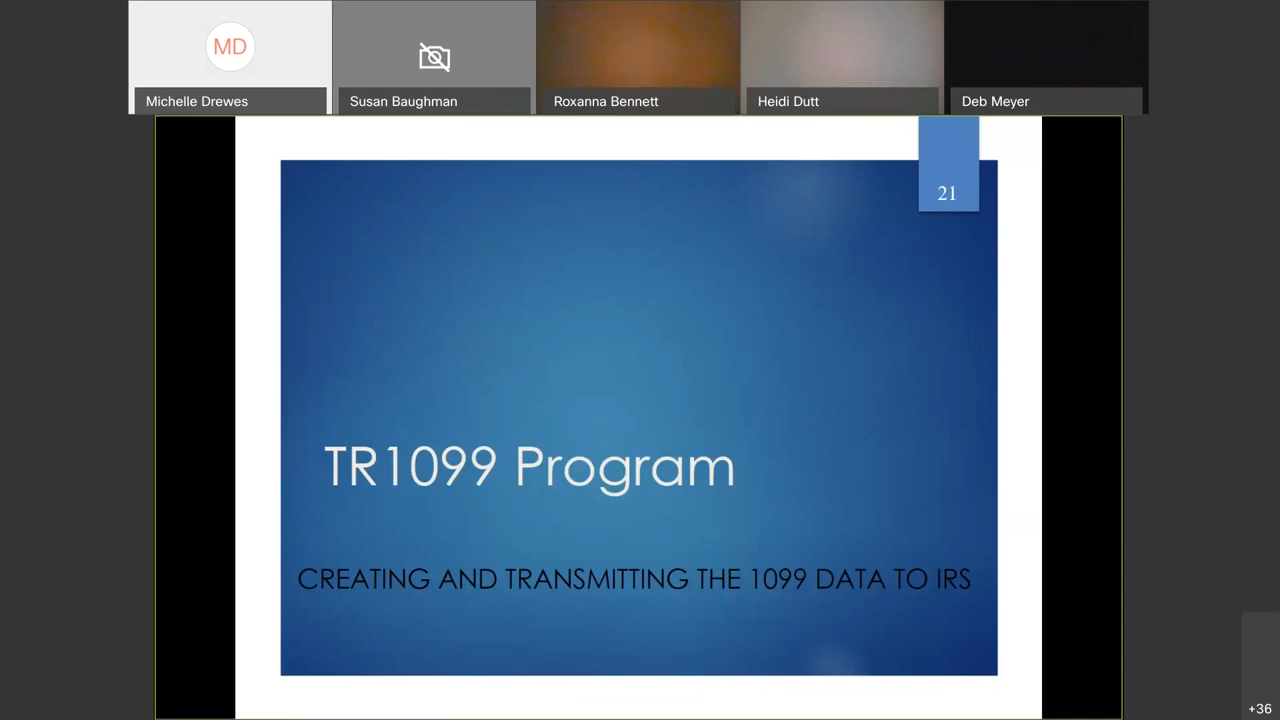 MD
Michelle Drewes
Susan Baughman
Roxanna Bennett
Heidi Dutt
Deb Meyer
21
TR1099 Program
CREATING AND TRANSMITTING THE 1099 DATA TO IRS
+36